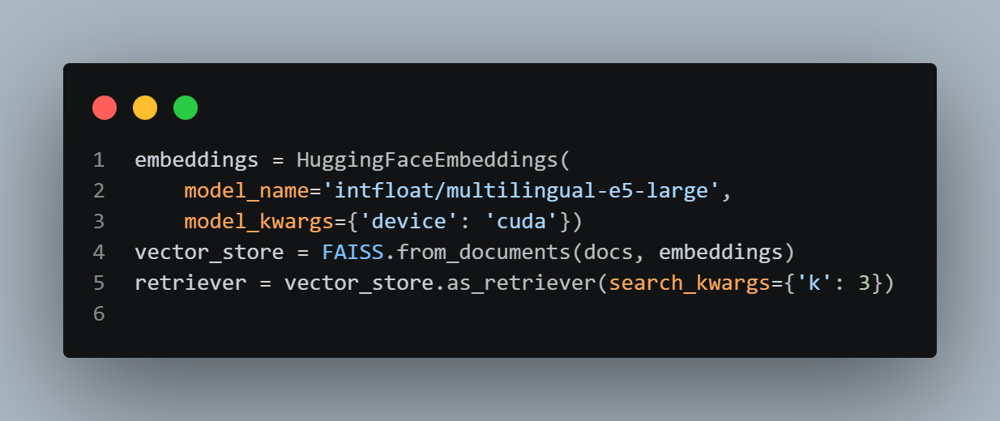 1 embeddings = HuggingFaceEmbeddings(
2     model_name='intfloat/multilingual-e5-large',
3     model_kwargs={'device': 'cuda'})
4 vector_store = FAISS.from_documents(docs, embeddings)
5 retriever = vector_store.as_retriever(search_kwargs={'k': 3})
6